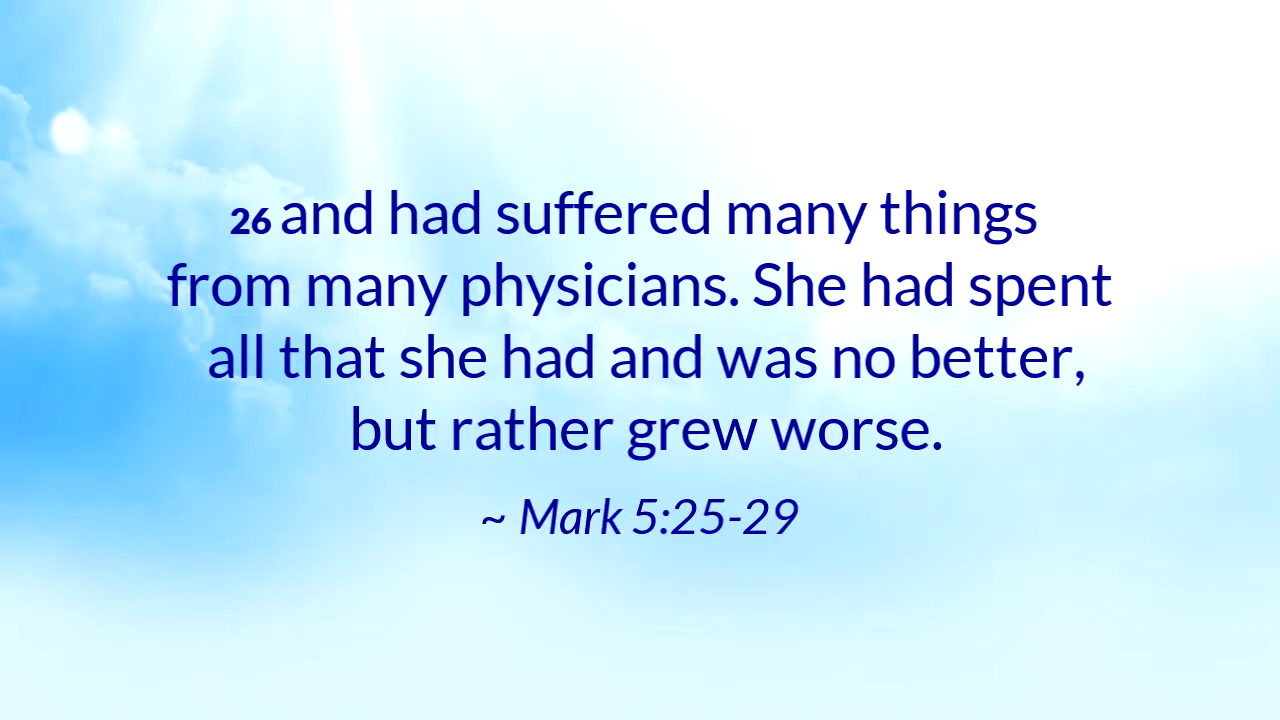 26 and had suffered many things
from many physicians. She had spent
all that she had and was no better,
but rather grew worse.
~ Mark 5:25-29